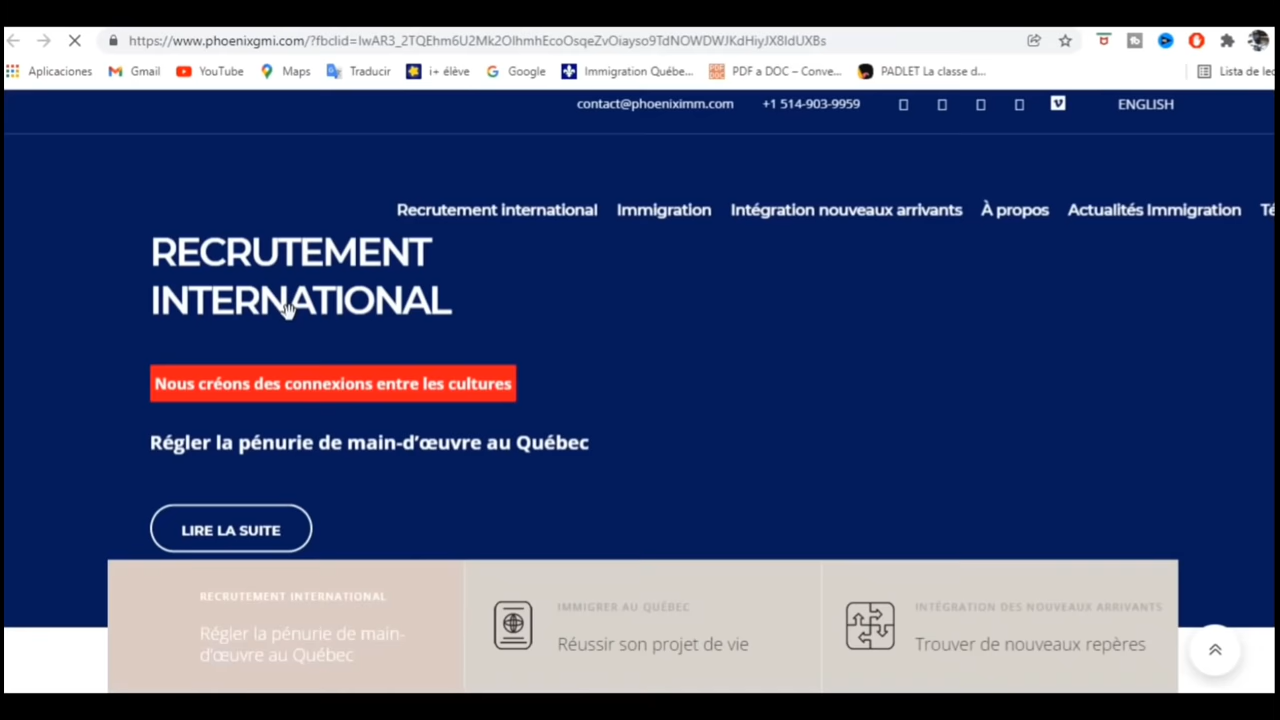 https://www.phoenixgmi.com/?fbclid=IwAR3_2TQEhm6U2Mk2OlhmhEcoOsqeZvOiayso9TdNOWDWJKdHiyJX8IdUXBs
Aplicaciones Gmail YouTube Maps Traducir i+ élève Google Immigration Québe... PDF a DOC – Conve... PADLET La classe d... Lista de lec
contact@phoeniximm.com +1 514-903-9959 ENGLISH
Recrutement international Immigration Intégration nouveaux arrivants À propos Actualités Immigration Té
RECRUTEMENT
INTERNATIONAL
Nous créons des connexions entre les cultures
Régler la pénurie de main-d'œuvre au Québec
LIRE LA SUITE
RECRUTEMENT INTERNATIONAL
Régler la pénurie de main-
d'œuvre au Québec
IMMIGRER AU QUÉBEC
Réussir son projet de vie
INTÉGRATION DES NOUVEAUX ARRIVANTS
Trouver de nouveaux repères